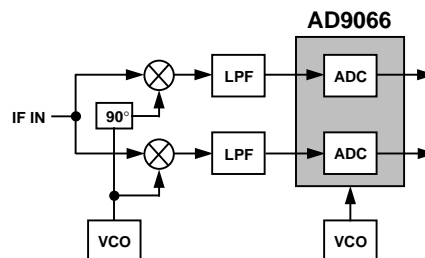 AD9066
LPF
ADC
IF IN
90°
LPF
ADC
VCO
VCO